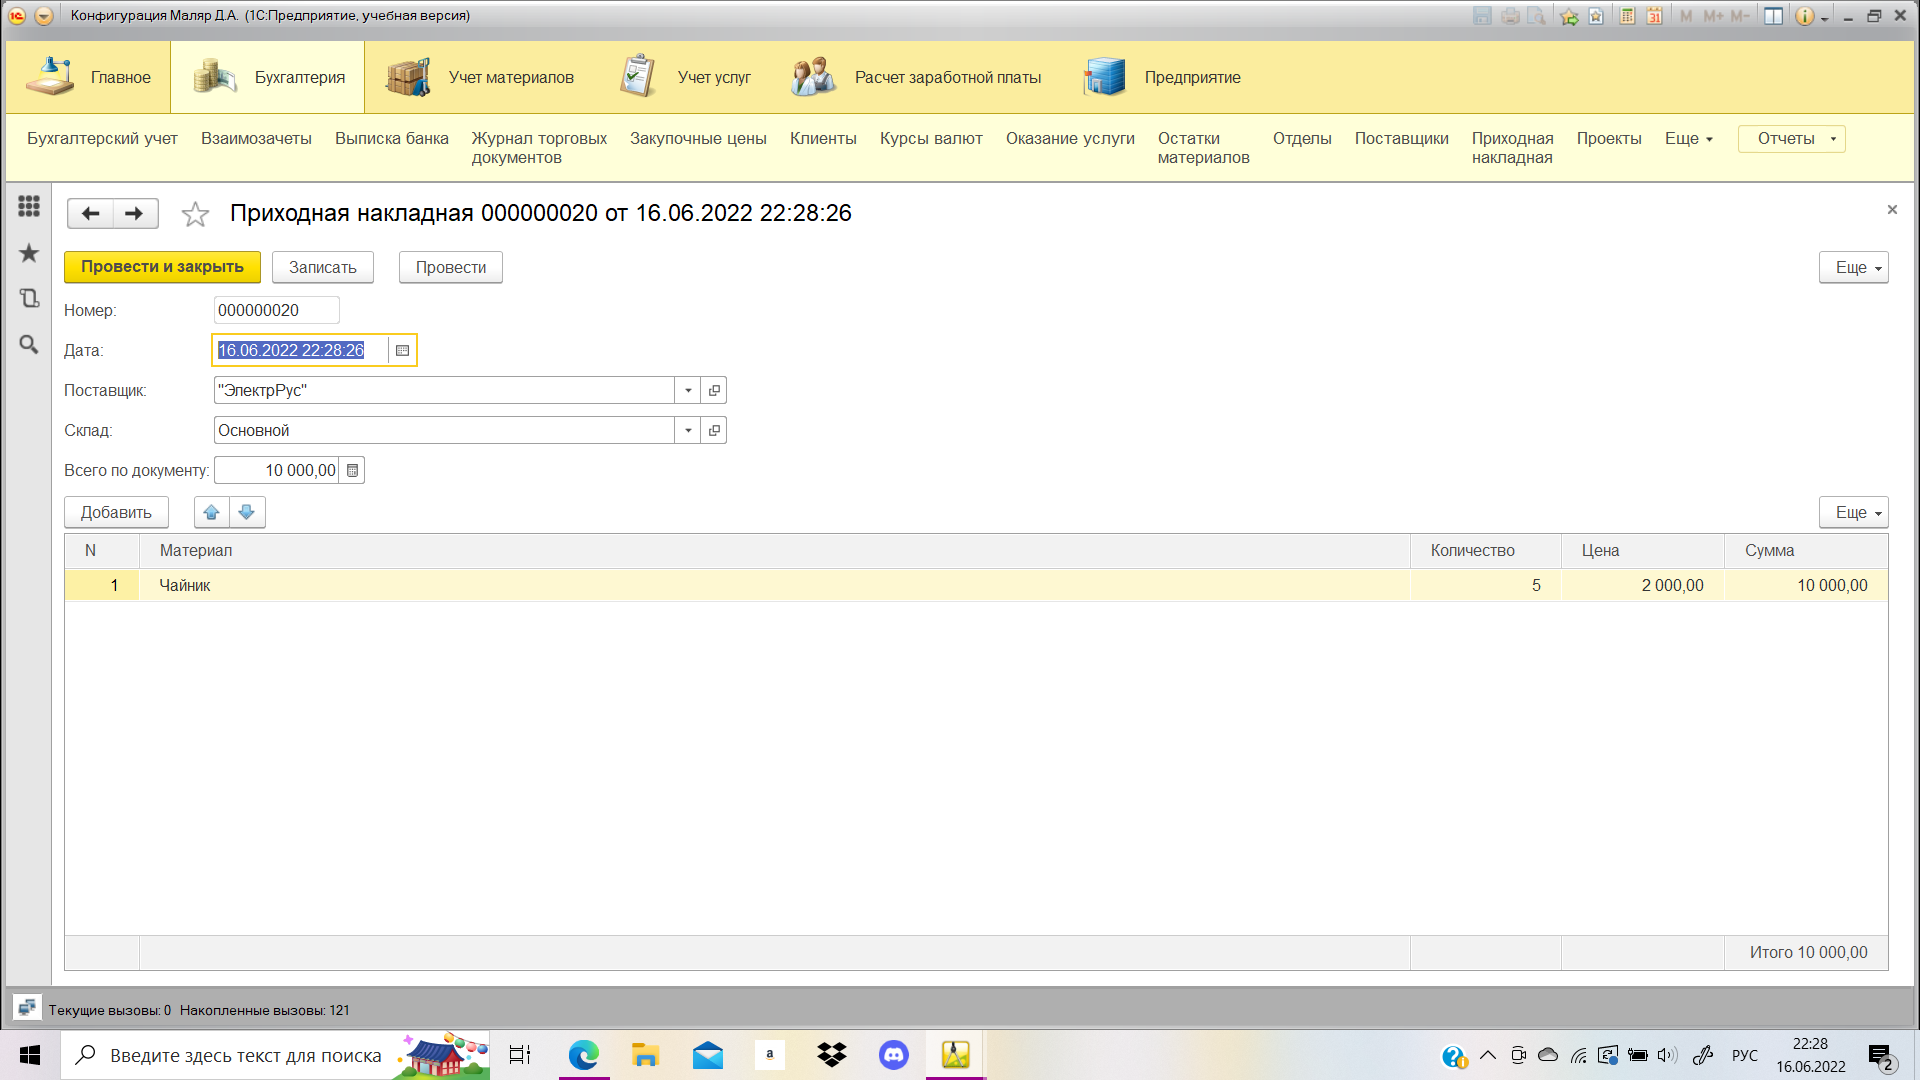 Конфигурация Маляр Д.А. (1С:Предприятие, учебная версия)
M M+ M-
Главное Бухгалтерия Учет материалов Учет услуг Расчет заработной платы Предприятие
Бухгалтерский учет Взаимозачеты Выписка банка Журнал торговых документов Закупочные цены Клиенты Курсы валют Оказание услуги Остатки материалов Отделы Поставщики Приходная накладная Проекты Еще Отчеты
Приходная накладная 000000020 от 16.06.2022 22:28:26
Провести и закрыть Записать Провести Еще
Номер: 000000020
Дата: 16.06.2022 22:28:26
Поставщик: "ЭлектрРус"
Склад: Основной
Всего по документу: 10 000,00
Добавить Еще
N Материал Количество Цена Сумма
1 Чайник 5 2 000,00 10 000,00
Итого 10 000,00
Текущие вызовы: 0 Накопленные вызовы: 121
Введите здесь текст для поиска
a
РУС
22:28
16.06.2022
2